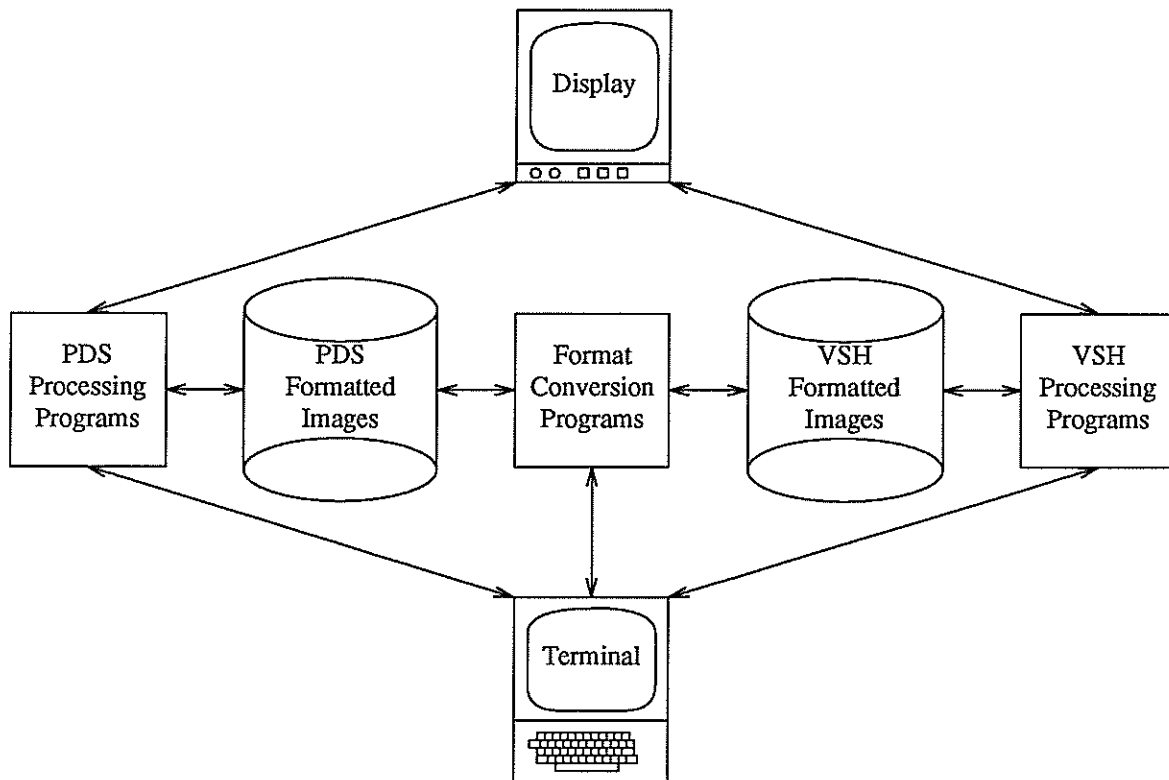 Display
PDS
Processing
Programs
PDS
Formatted
Images
Format
Conversion
Programs
VSH
Formatted
Images
VSH
Processing
Programs
Terminal